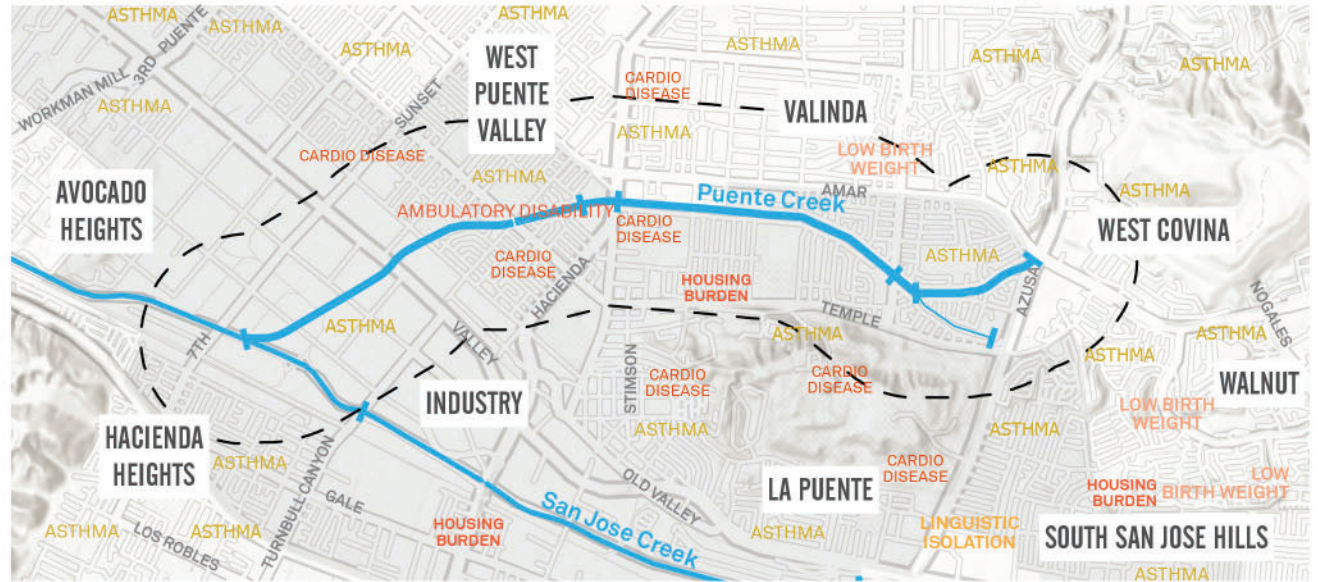 ASTHMA
ASTHMA
3RD PUENTE
WORKMAN MILL
ASTHMA
ASTHMA
SUNSET
WEST
PUENTE
VALLEY
CARDIO
DISEASE
ASTHMA
ASTHMA
ASTHMA
ASTHMA
VALINDA
LOW BIRTH
WEIGHT
ASTHMA
ASTHMA
CARDIO DISEASE
ASTHMA
AVOCADO
HEIGHTS
AMBULATORY DISABILITY
CARDIO
DISEASE
Puente Creek
AMAR
WEST COVINA
CARDIO
DISEASE
HACIENDA
HOUSING
BURDEN
ASTHMA
AZUSA
NOGALES
7TH
ASTHMA
VALLEY
TEMPLE
ASTHMA
ASTHMA
ASTHMA
STIMSON
CARDIO
DISEASE
CARDIO
DISEASE
WALNUT
INDUSTRY
LOW BIRTH
WEIGHT
HACIENDA
HEIGHTS
ASTHMA
ASTHMA
ASTHMA
TURNBULL CANYON
GALE
OLD VALLEY
LA PUENTE
CARDIO
DISEASE
HOUSING
BURDEN
LOW
BIRTH WEIGHT
San Jose Creek
ASTHMA
ASTHMA
LOS ROBLES
HOUSING
BURDEN
ASTHMA
LINGUISTIC
ISOLATION
SOUTH SAN JOSE HILLS
ASTHMA